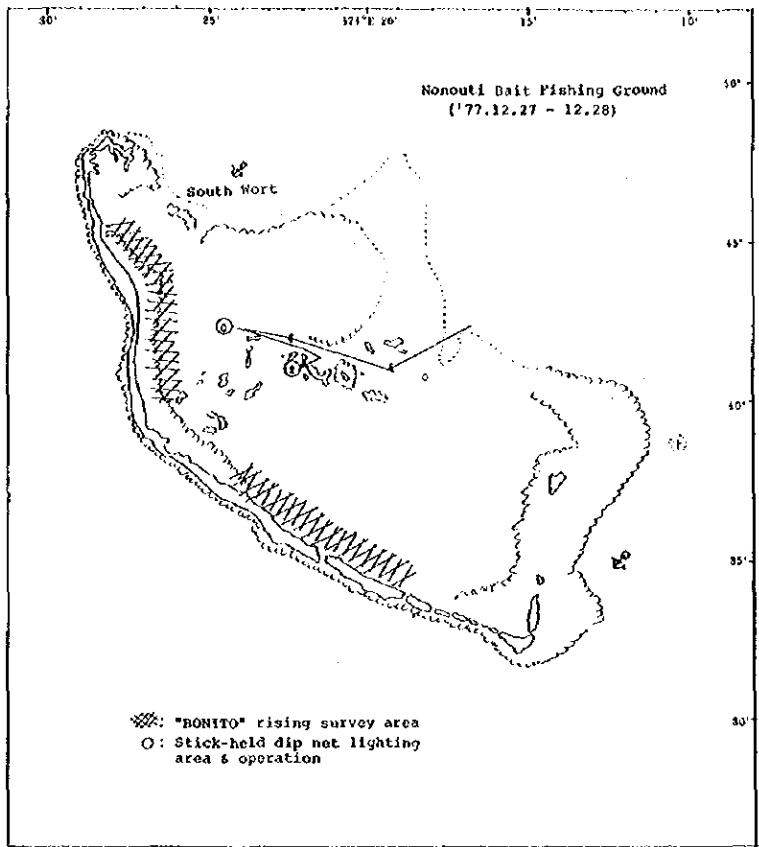 30' 25' 171°E 20' 15' 10'
50'
Nonouti Bait Fishing Ground
('77.12.27 - 12.28)
South Wort
45'
40'
35'
: "BONITO" rising survey area
: Stick-held dip net lighting
area & operation
30'